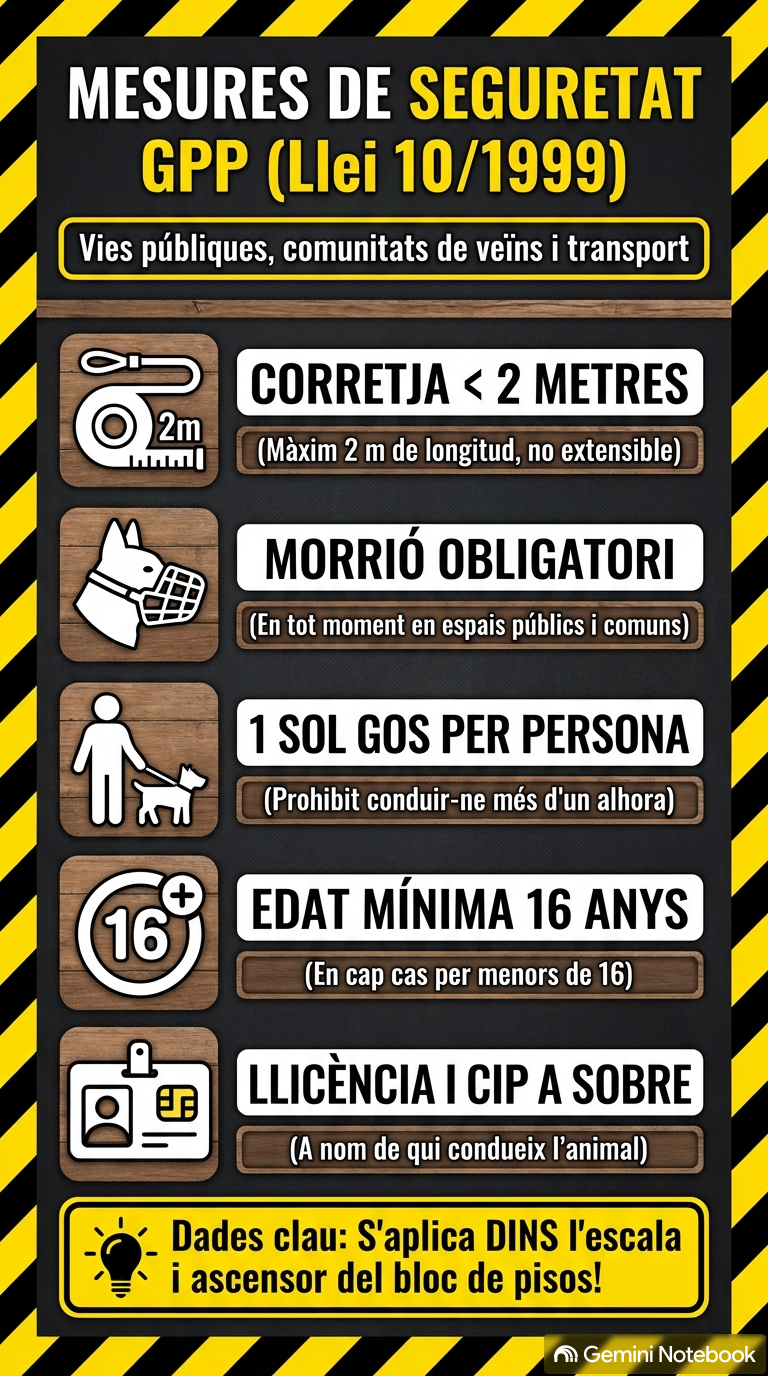 MESURES DE SEGURETAT
GPP (Llei 10/1999)
Vies públiques, comunitats de veïns i transport
2m
CORRETJA < 2 METRES
(Màxim 2 m de longitud, no extensible)
MORRIÓ OBLIGATORI
(En tot moment en espais públics i comuns)
1 SOL GOS PER PERSONA
(Prohibit conduir-ne més d'un alhora)
16+
EDAT MÍNIMA 16 ANYS
(En cap cas per menors de 16)
LLICÈNCIA I CIP A SOBRE
(A nom de qui condueix l’animal)
Dades clau: S'aplica DINS l'escala
i ascensor del bloc de pisos!
Gemini Notebook